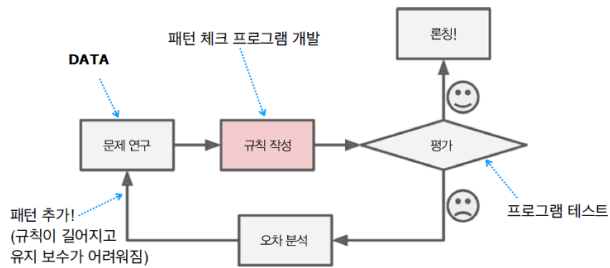 패턴 체크 프로그램 개발
론칭!
DATA
문제 연구
규칙 작성
평가
패턴 추가!
(규칙이 길어지고
유지 보수가 어려워짐)
오차 분석
프로그램 테스트